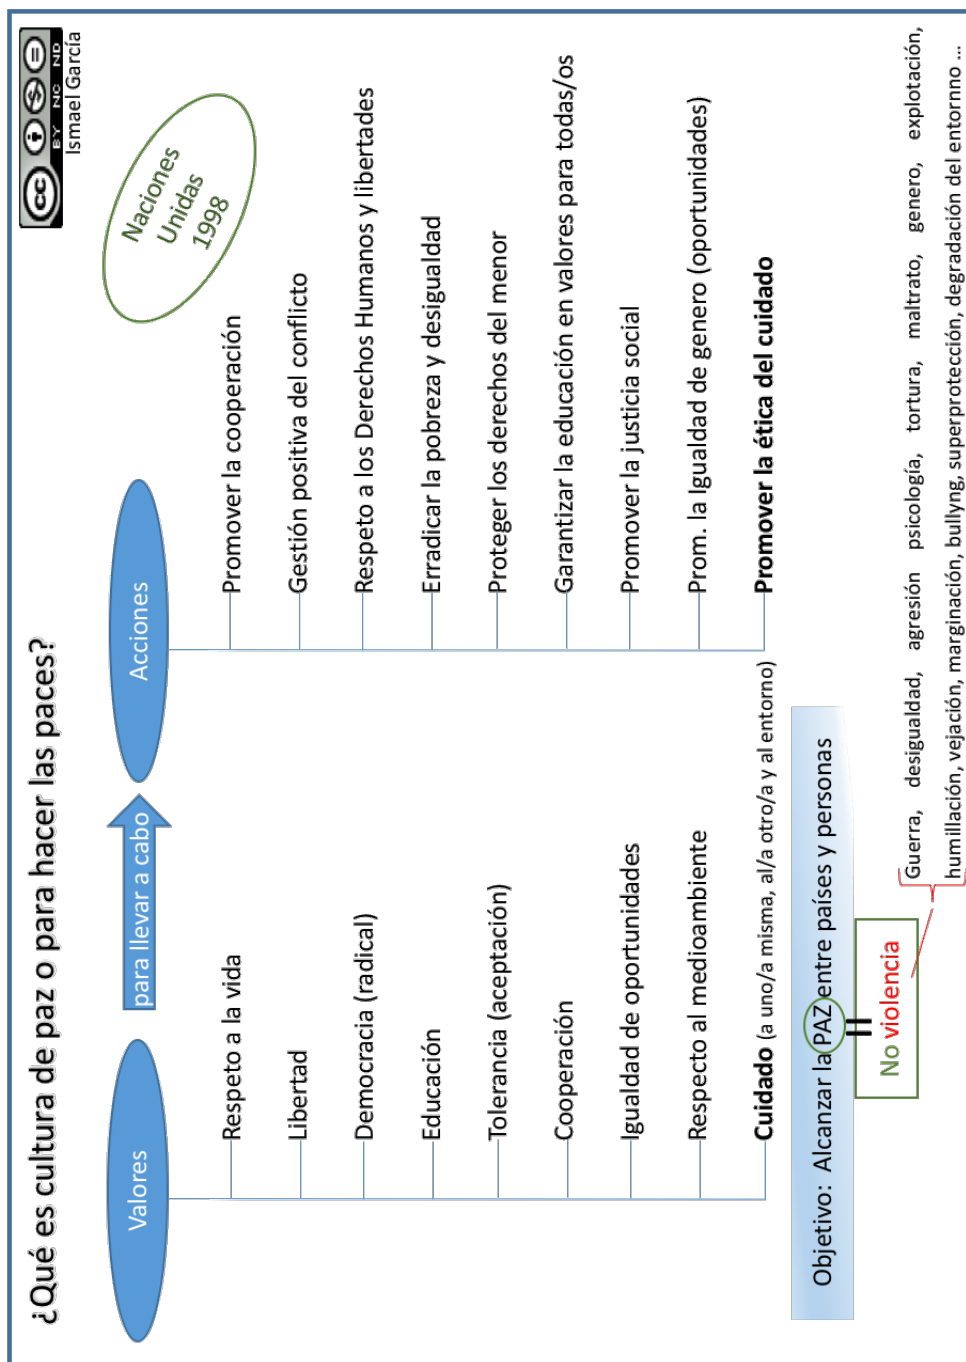 ¿Qué es cultura de paz o para hacer las paces?
CC BY NC ND
Ismael García
Naciones
Unidas
1998
Valores
para llevar a cabo
Acciones
Respeto a la vida
Libertad
Democracia (radical)
Educación
Tolerancia (aceptación)
Cooperación
Igualdad de oportunidades
Respecto al medioambiente
Cuidado (a uno/a misma, al/a otro/a y al entorno)
Promover la cooperación
Gestión positiva del conflicto
Respeto a los Derechos Humanos y libertades
Erradicar la pobreza y desigualdad
Proteger los derechos del menor
Garantizar la educación en valores para todas/os
Promover la justicia social
Prom. la Igualdad de genero (oportunidades)
Promover la ética del cuidado
Objetivo: Alcanzar la PAZ entre países y personas
=
No violencia
Guerra, desigualdad, agresión psicología, tortura, maltrato, genero, explotación,
humillación, vejación, marginación, bullyng, superprotección, degradación del entornno ...